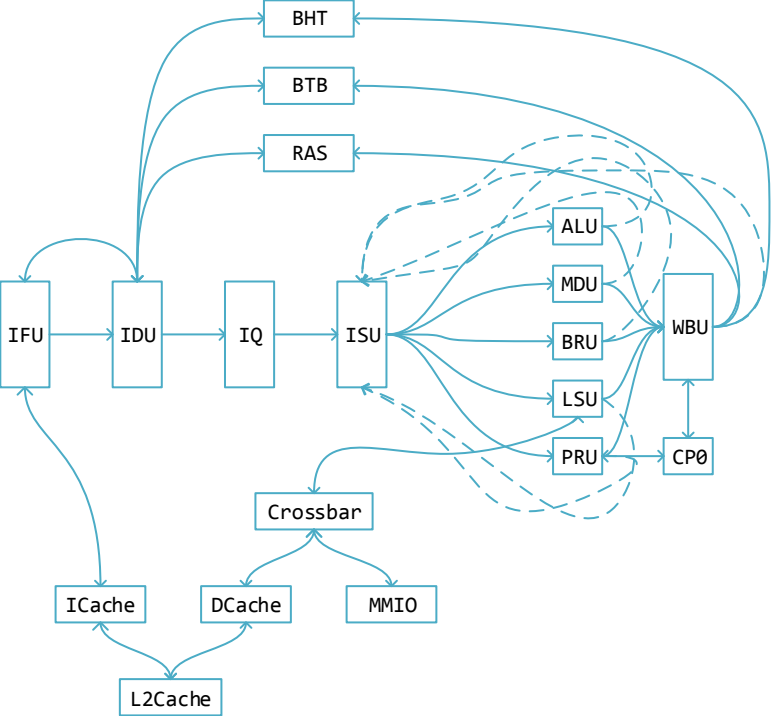 BHT
BTB
RAS
ALU
MDU
IFU
IDU
IQ
ISU
BRU
WBU
LSU
PRU
CP0
Crossbar
ICache
DCache
MMIO
L2Cache